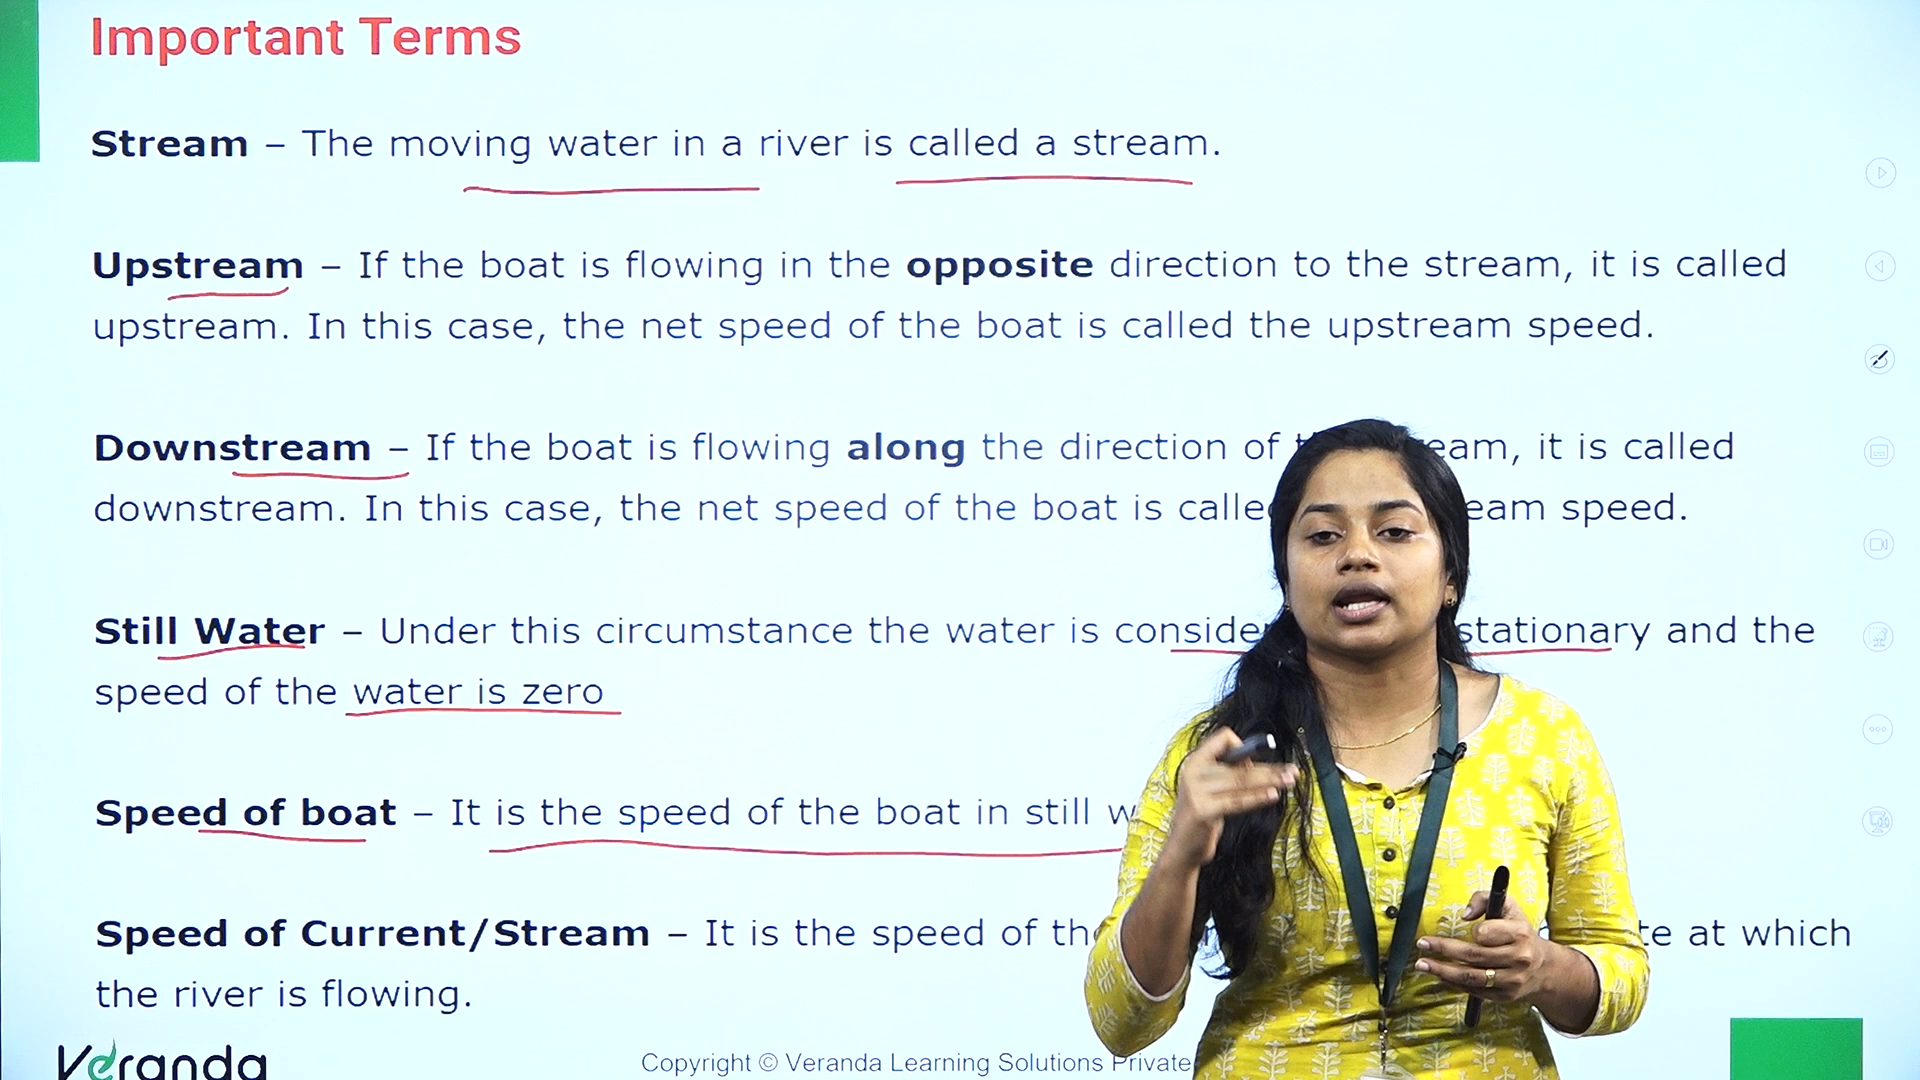 Important Terms
Stream – The moving water in a river is called a stream.
Upstream – If the boat is flowing in the opposite direction to the stream, it is called
upstream. In this case, the net speed of the boat is called the upstream speed.
Downstream – If the boat is flowing along the direction of am, it is called
downstream. In this case, the net speed of the boat is calle eam speed.
Still Water – Under this circumstance the water is consider stationary and the
speed of the water is zero
Speed of boat – It is the speed of the boat in still w
Speed of Current/Stream – It is the speed of th te at which
the river is flowing.
Veranda
Copyright © Veranda Learning Solutions Private